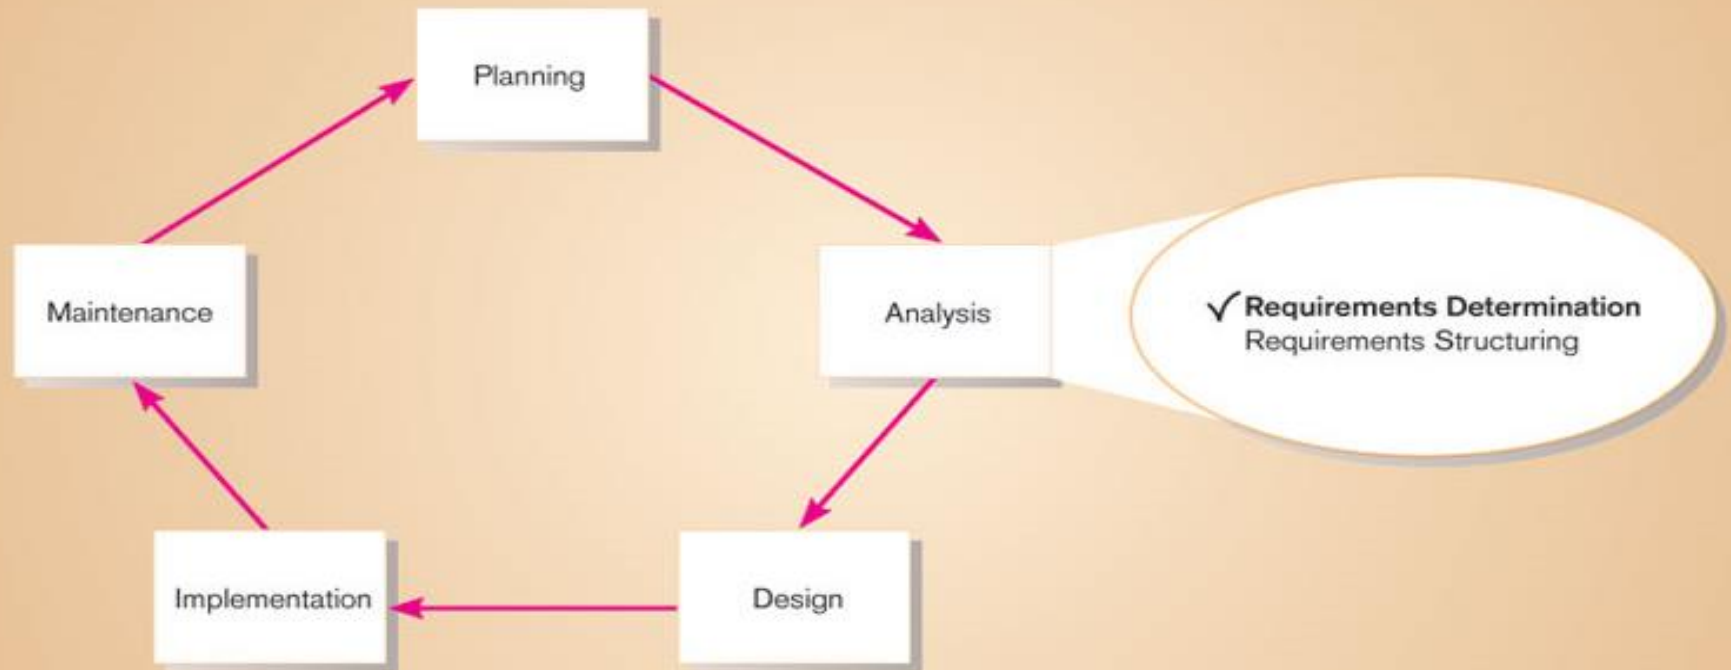 Planning
Maintenance
Analysis
✓ Requirements Determination
Requirements Structuring
Implementation
Design